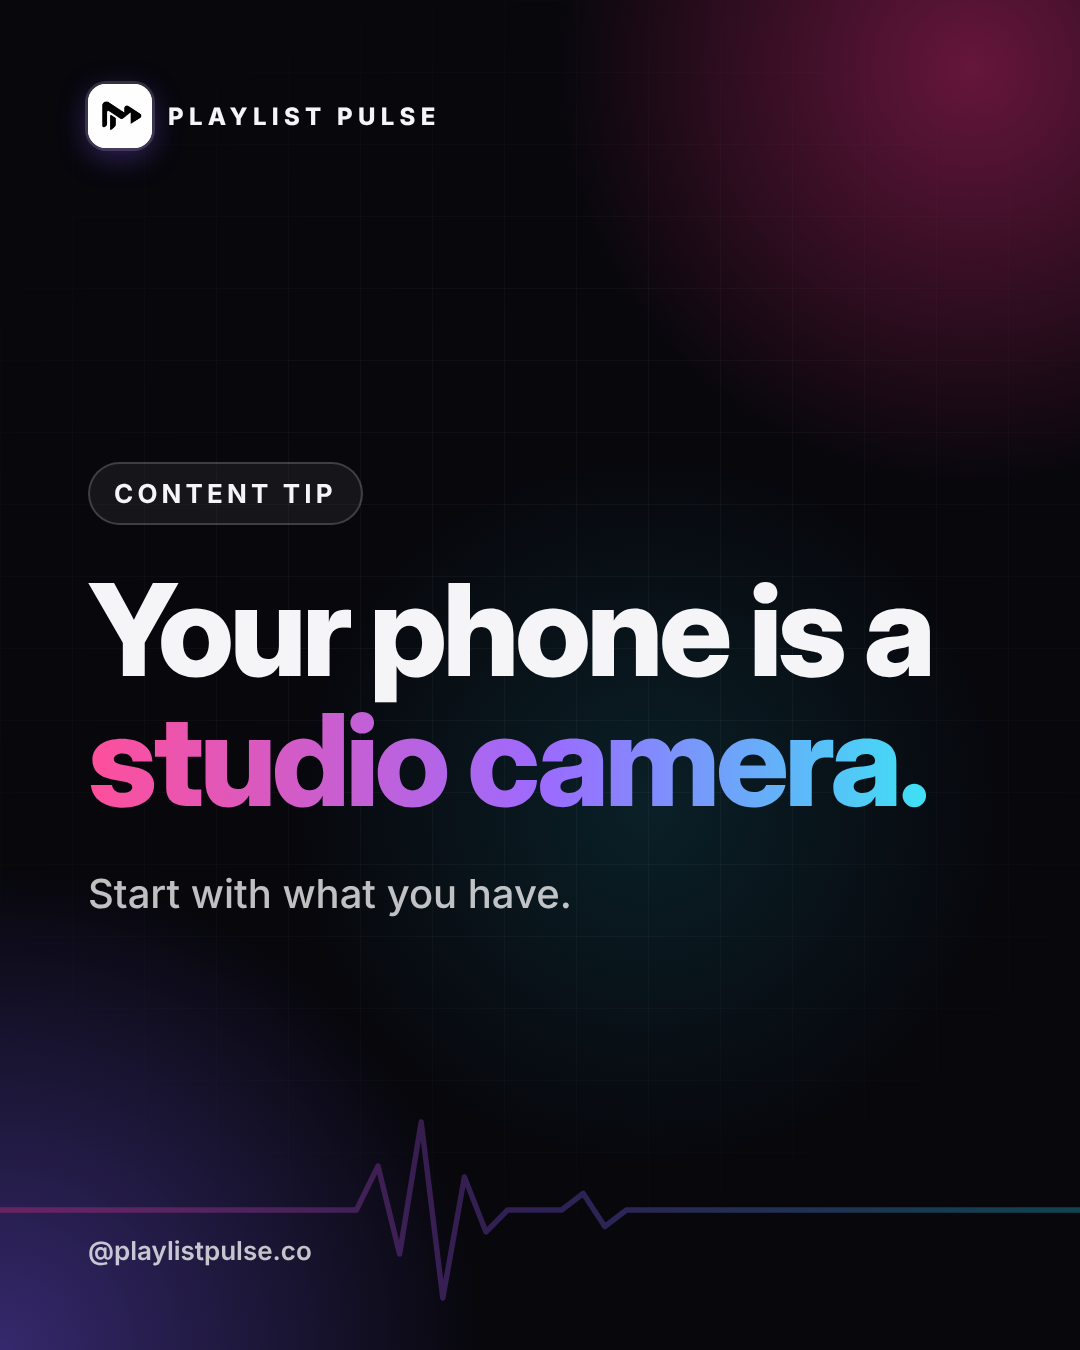 PLAYLIST PULSE
CONTENT TIP
Your phone is a
studio camera.
Start with what you have.
@playlistpulse.co